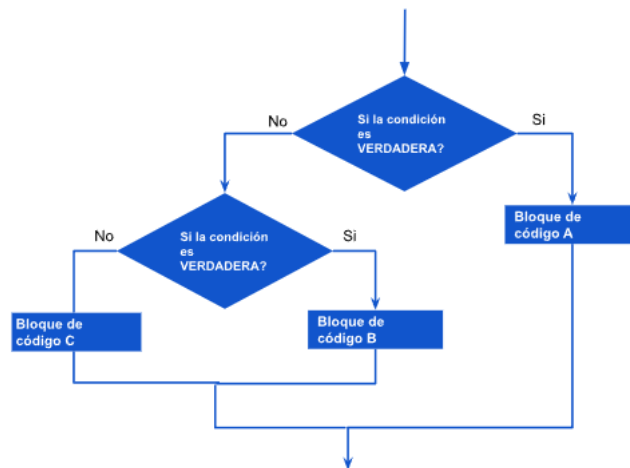 No
Si la condición
es
VERDADERA?
Si
Bloque de
código A
No
Si la condición
es
VERDADERA?
Si
Bloque de
código C
Bloque de
código B